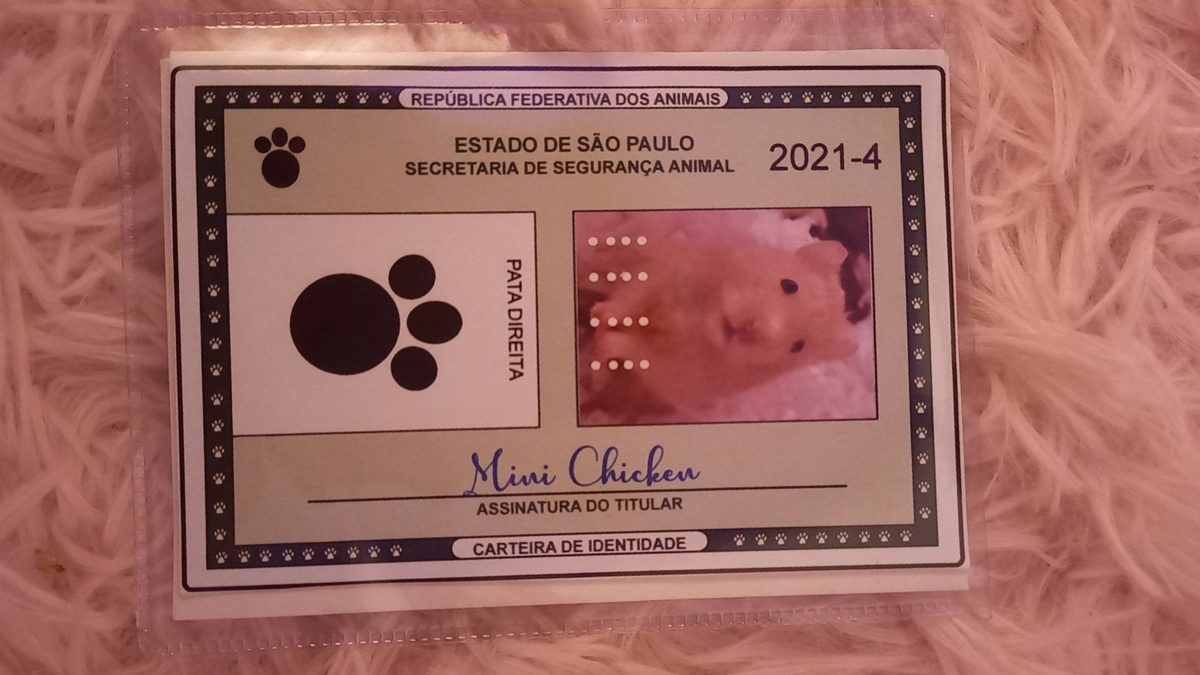 REPÚBLICA FEDERATIVA DOS ANIMAIS
ESTADO DE SÃO PAULO
SECRETARIA DE SEGURANÇA ANIMAL
2021-4
PATA DIREITA
Mini Chicken
ASSINATURA DO TITULAR
CARTEIRA DE IDENTIDADE